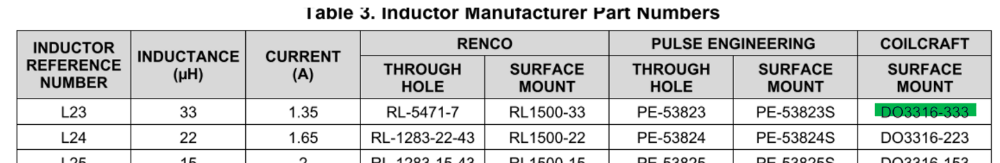 Table 3. Inductor Manufacturer Part Numbers
INDUCTOR REFERENCE NUMBER INDUCTANCE (µH) CURRENT (A) RENCO PULSE ENGINEERING COILCRAFT
THROUGH HOLE SURFACE MOUNT THROUGH HOLE SURFACE MOUNT SURFACE MOUNT
L23 33 1.35 RL-5471-7 RL1500-33 PE-53823 PE-53823S DO3316-333
L24 22 1.65 RL-1283-22-43 RL1500-22 PE-53824 PE-53824S DO3316-223
L25 15 2 RL-1283-15-43 RL1500-15 PE-53825 PE-53825S DO3316-153